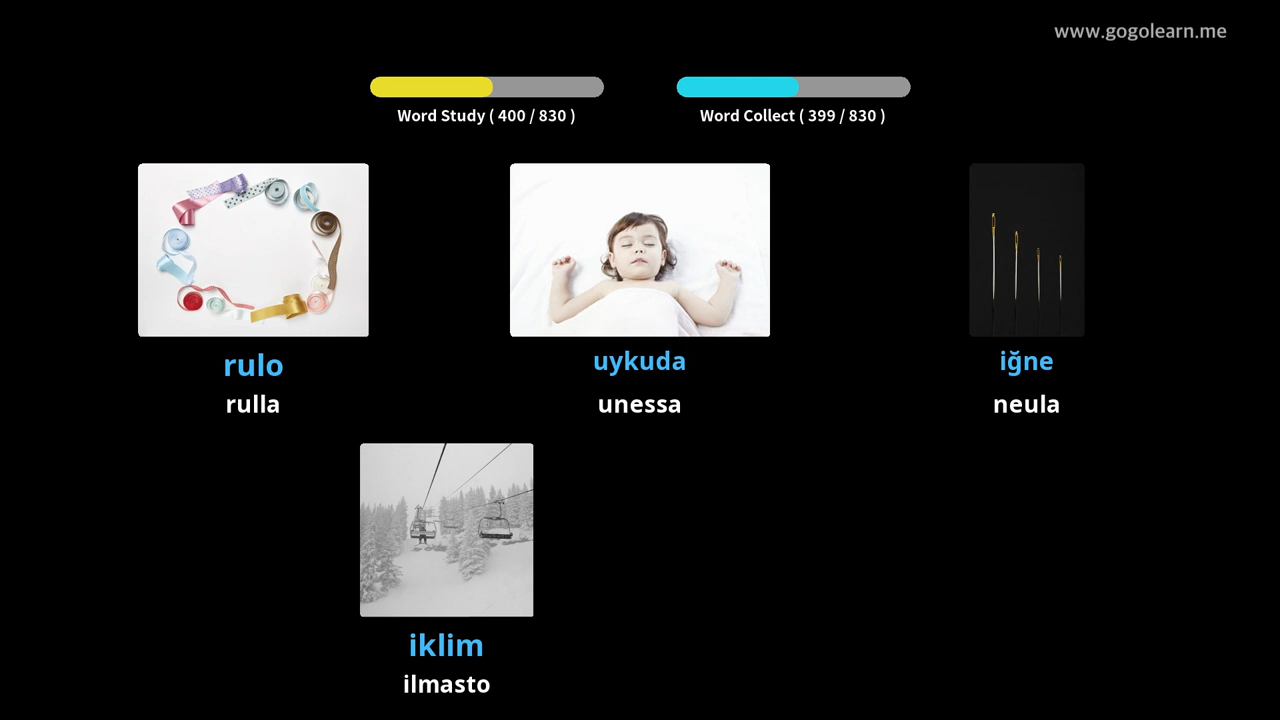 www.gogolearn.me
Word Study ( 400 / 830 )
Word Collect ( 399 / 830 )
rulo
rulla
uykuda
unessa
iğne
neula
iklim
ilmasto